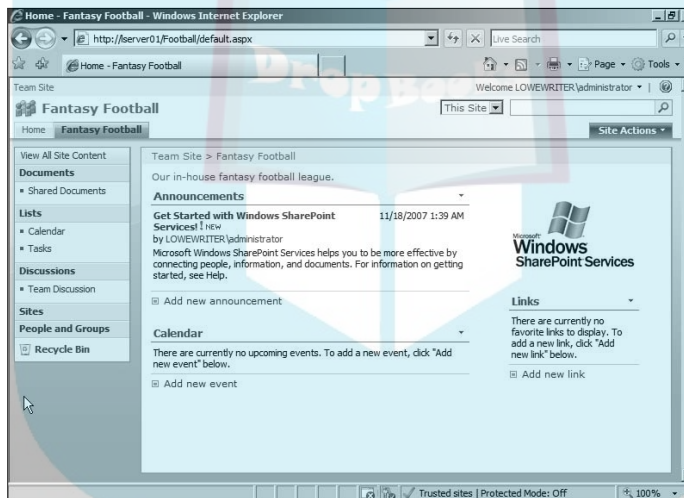 Home - Fantasy Football - Windows Internet Explorer
http://lserver01/Football/default.aspx
Live Search
Home - Fantasy Football
Page
Tools
Drop Books
Team Site
Welcome LOWEWRITER\administrator
Fantasy Football
This Site
Home
Fantasy Football
Site Actions
View All Site Content
Documents
Shared Documents
Lists
Calendar
Tasks
Discussions
Team Discussion
Sites
People and Groups
Recycle Bin
Team Site > Fantasy Football
Our in-house fantasy football league.
Announcements
Get Started with Windows SharePoint
Services! ! NEW
11/18/2007 1:39 AM
by LOWEWRITER\administrator
Microsoft Windows SharePoint Services helps you to be more effective by
connecting people, information, and documents. For information on getting
started, see Help.
Add new announcement
Calendar
There are currently no upcoming events. To add a new event, click "Add
new event" below.
Add new event
Microsoft
Windows
SharePoint Services
Links
There are currently no
favorite links to display. To
add a new link, click "Add
new link" below.
Add new link
Trusted sites | Protected Mode: Off
100%